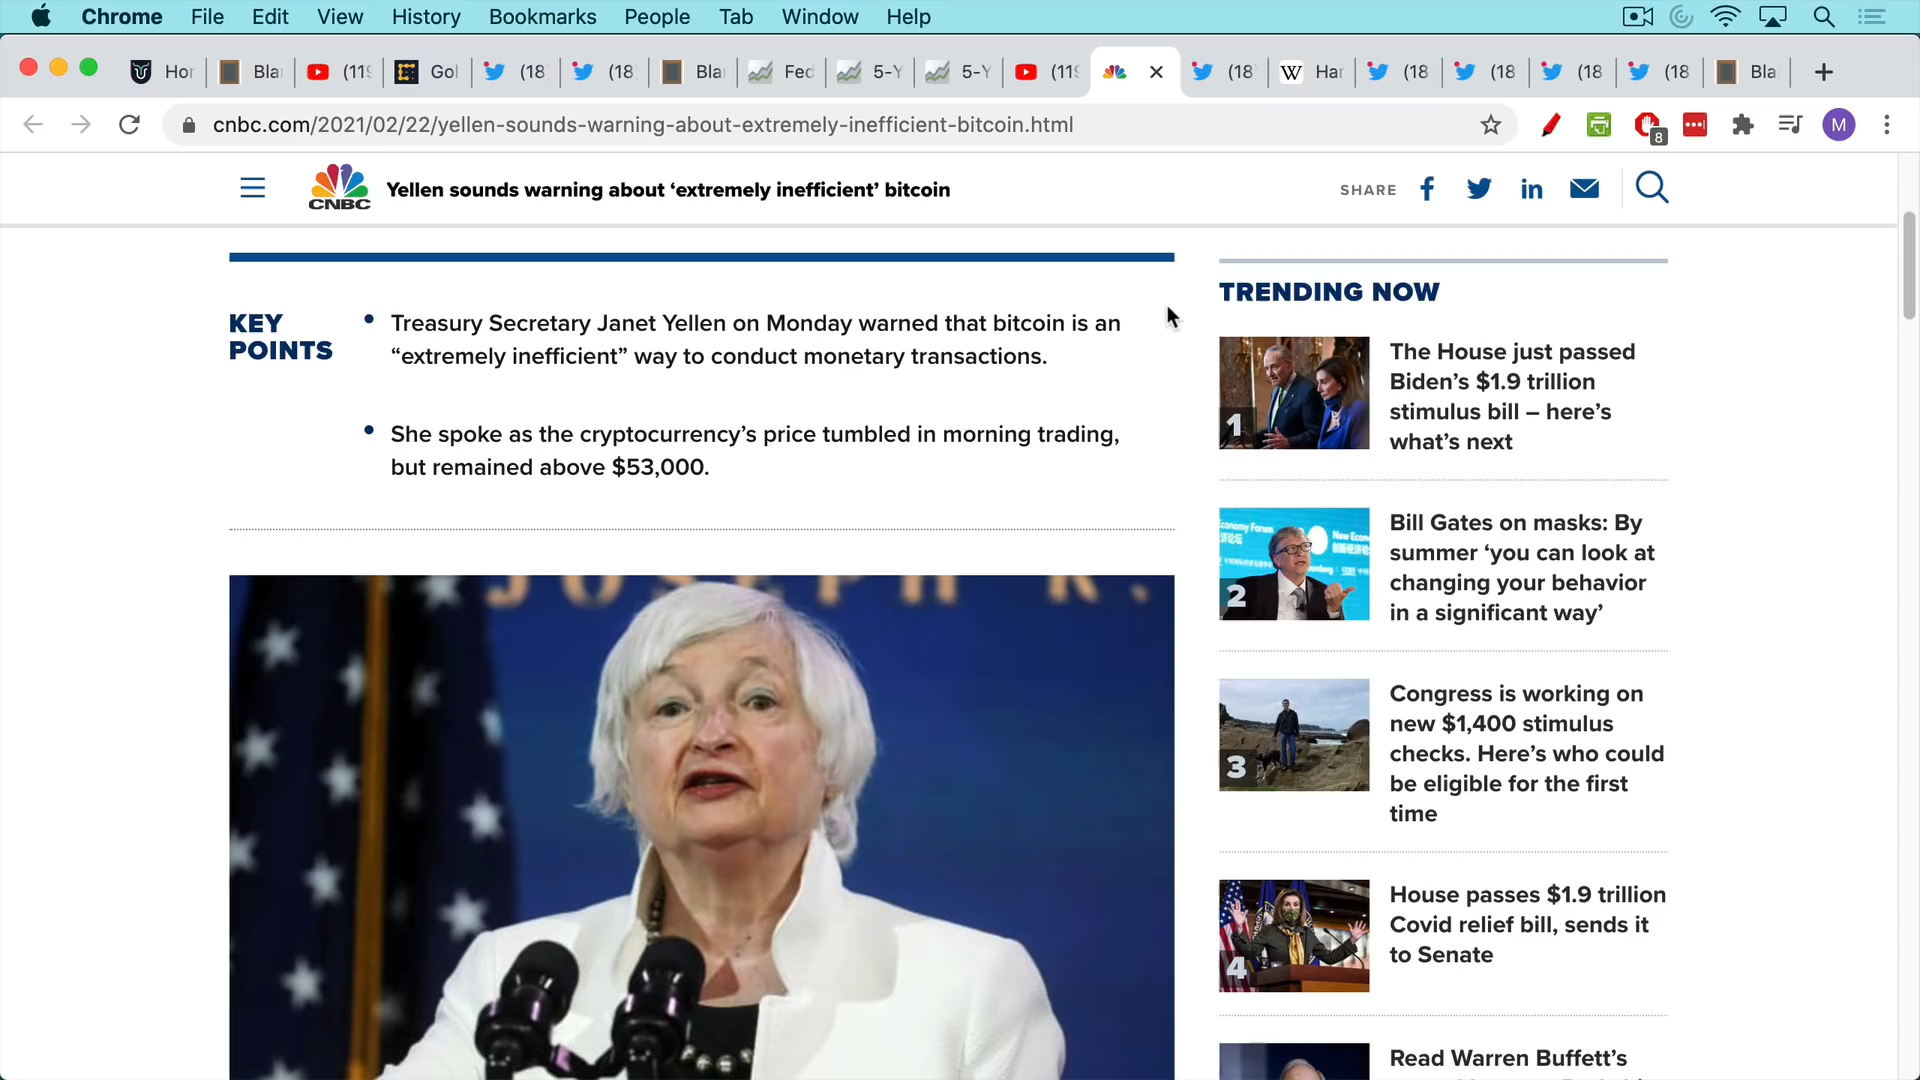 Chrome File Edit View History Bookmarks People Tab Window Help
Hor Bla (119 Gol (18 (18 Bla Fed 5-Y 5-Y (119 (18 W Har (18 (18 (18 (18 Bla
cnbc.com/2021/02/22/yellen-sounds-warning-about-extremely-inefficient-bitcoin.html 8 M
CNBC Yellen sounds warning about ‘extremely inefficient’ bitcoin SHARE
KEY
POINTS
Treasury Secretary Janet Yellen on Monday warned that bitcoin is an
“extremely inefficient” way to conduct monetary transactions.
She spoke as the cryptocurrency’s price tumbled in morning trading,
but remained above $53,000.
JOSEPH R.
TRENDING NOW
1
The House just passed
Biden’s $1.9 trillion
stimulus bill – here’s
what’s next
2
Bill Gates on masks: By
summer ‘you can look at
changing your behavior
in a significant way’
3
Congress is working on
new $1,400 stimulus
checks. Here’s who could
be eligible for the first
time
4
House passes $1.9 trillion
Covid relief bill, sends it
to Senate
Read Warren Buffett’s